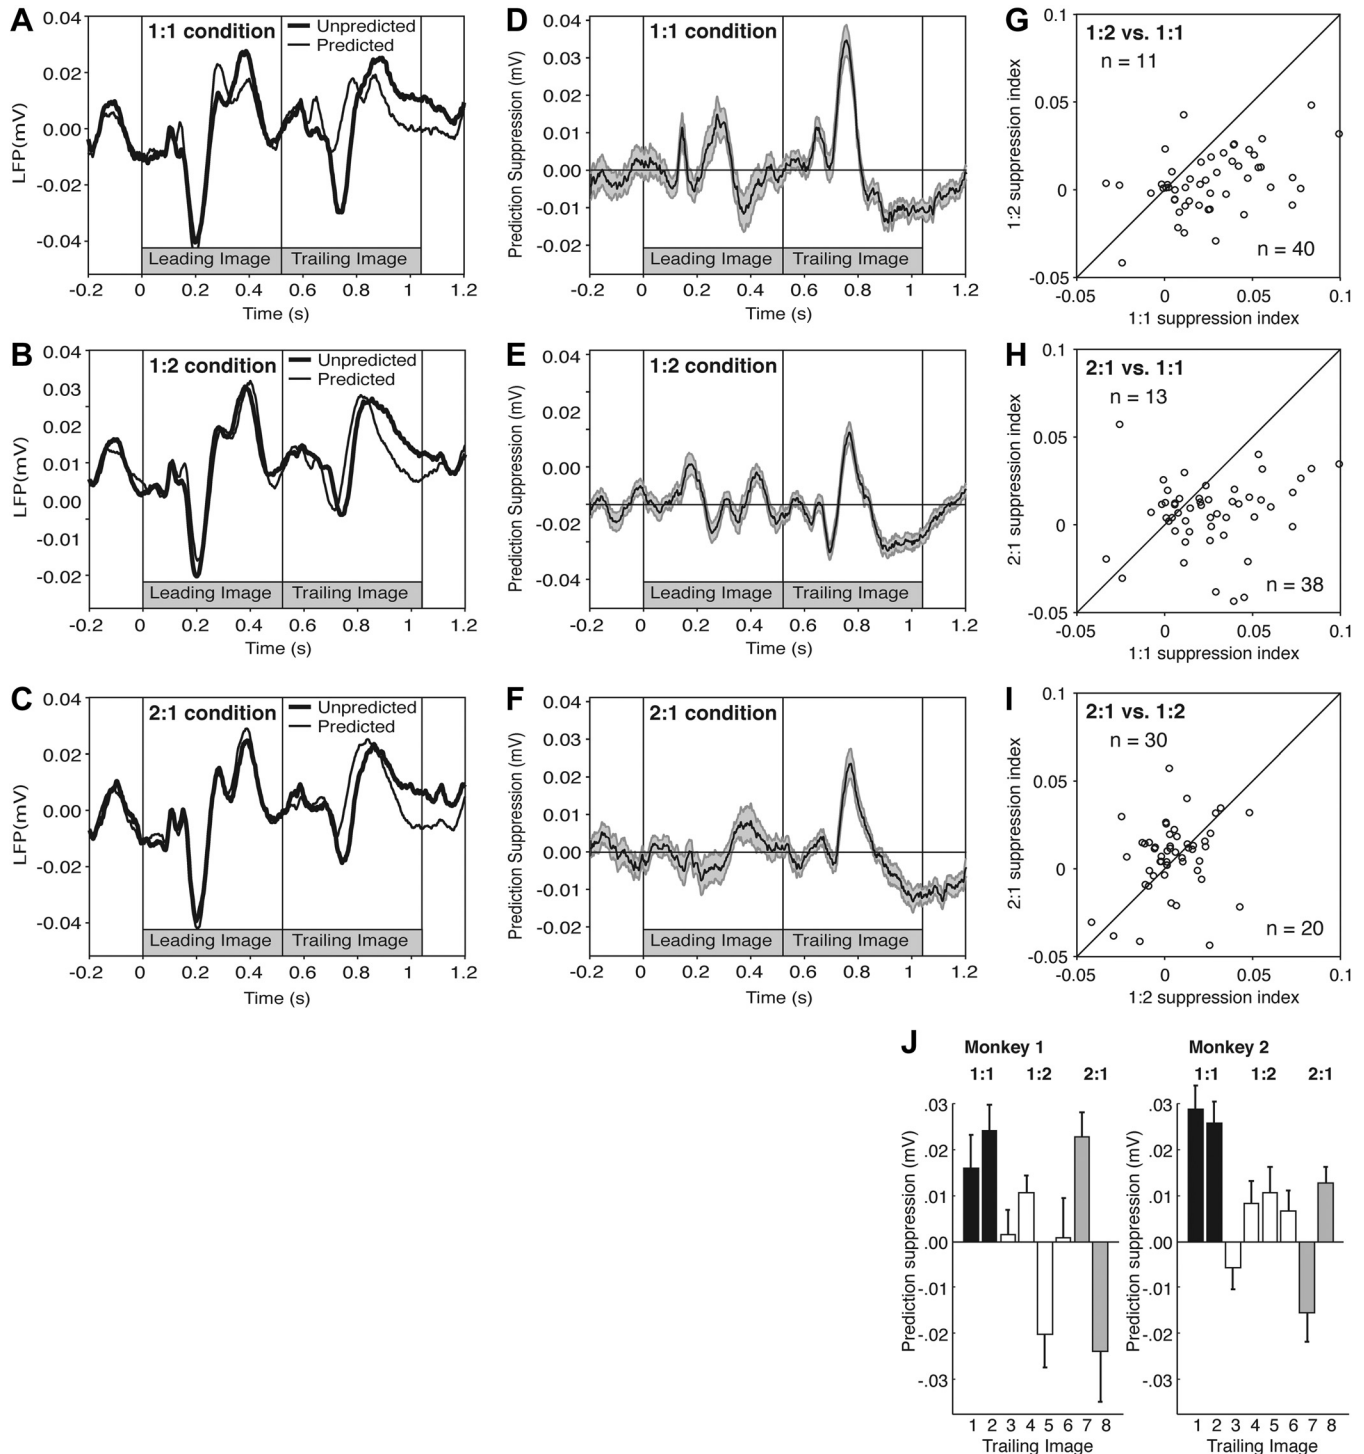 A
1:1 condition
Unpredicted
Predicted
LFP(mV)
0.04
0.02
0.00
-0.02
-0.04
Leading Image
Trailing Image
-0.2 0 0.2 0.4 0.6 0.8 1 1.2
Time (s)
D
1:1 condition
Prediction Suppression (mV)
0.04
0.03
0.02
0.01
0.00
-0.01
-0.02
Leading Image
Trailing Image
-0.2 0 0.2 0.4 0.6 0.8 1 1.2
Time (s)
G
1:2 vs. 1:1
n = 11
n = 40
1:2 suppression index
0.1
0.05
0
-0.05
-0.05 0 0.05 0.1
1:1 suppression index
B
1:2 condition
Unpredicted
Predicted
LFP(mV)
0.04
0.03
0.02
0.01
0.00
-0.01
-0.02
Leading Image
Trailing Image
-0.2 0 0.2 0.4 0.6 0.8 1 1.2
Time (s)
E
1:2 condition
Prediction Suppression (mV)
0.04
0.02
0.00
-0.02
-0.04
Leading Image
Trailing Image
-0.2 0 0.2 0.4 0.6 0.8 1 1.2
Time (s)
H
2:1 vs. 1:1
n = 13
n = 38
2:1 suppression index
0.1
0.05
0
-0.05
-0.05 0 0.05 0.1
1:1 suppression index
C
2:1 condition
Unpredicted
Predicted
LFP(mV)
0.04
0.02
0.00
-0.02
-0.04
Leading Image
Trailing Image
-0.2 0 0.2 0.4 0.6 0.8 1 1.2
Time (s)
F
2:1 condition
Prediction Suppression (mV)
0.04
0.03
0.02
0.01
0.00
-0.01
-0.02
Leading Image
Trailing Image
-0.2 0 0.2 0.4 0.6 0.8 1 1.2
Time (s)
I
2:1 vs. 1:2
n = 30
n = 20
2:1 suppression index
0.1
0.05
0
-0.05
-0.05 0 0.05 0.1
1:2 suppression index
J
Monkey 1
1:1 1:2 2:1
Prediction suppression (mV)
.03
.02
.01
.00
-.01
-.02
-.03
1 2 3 4 5 6 7 8
Trailing Image
Monkey 2
1:1 1:2 2:1
Prediction suppression (mV)
.03
.02
.01
.00
-.01
-.02
-.03
1 2 3 4 5 6 7 8
Trailing Image